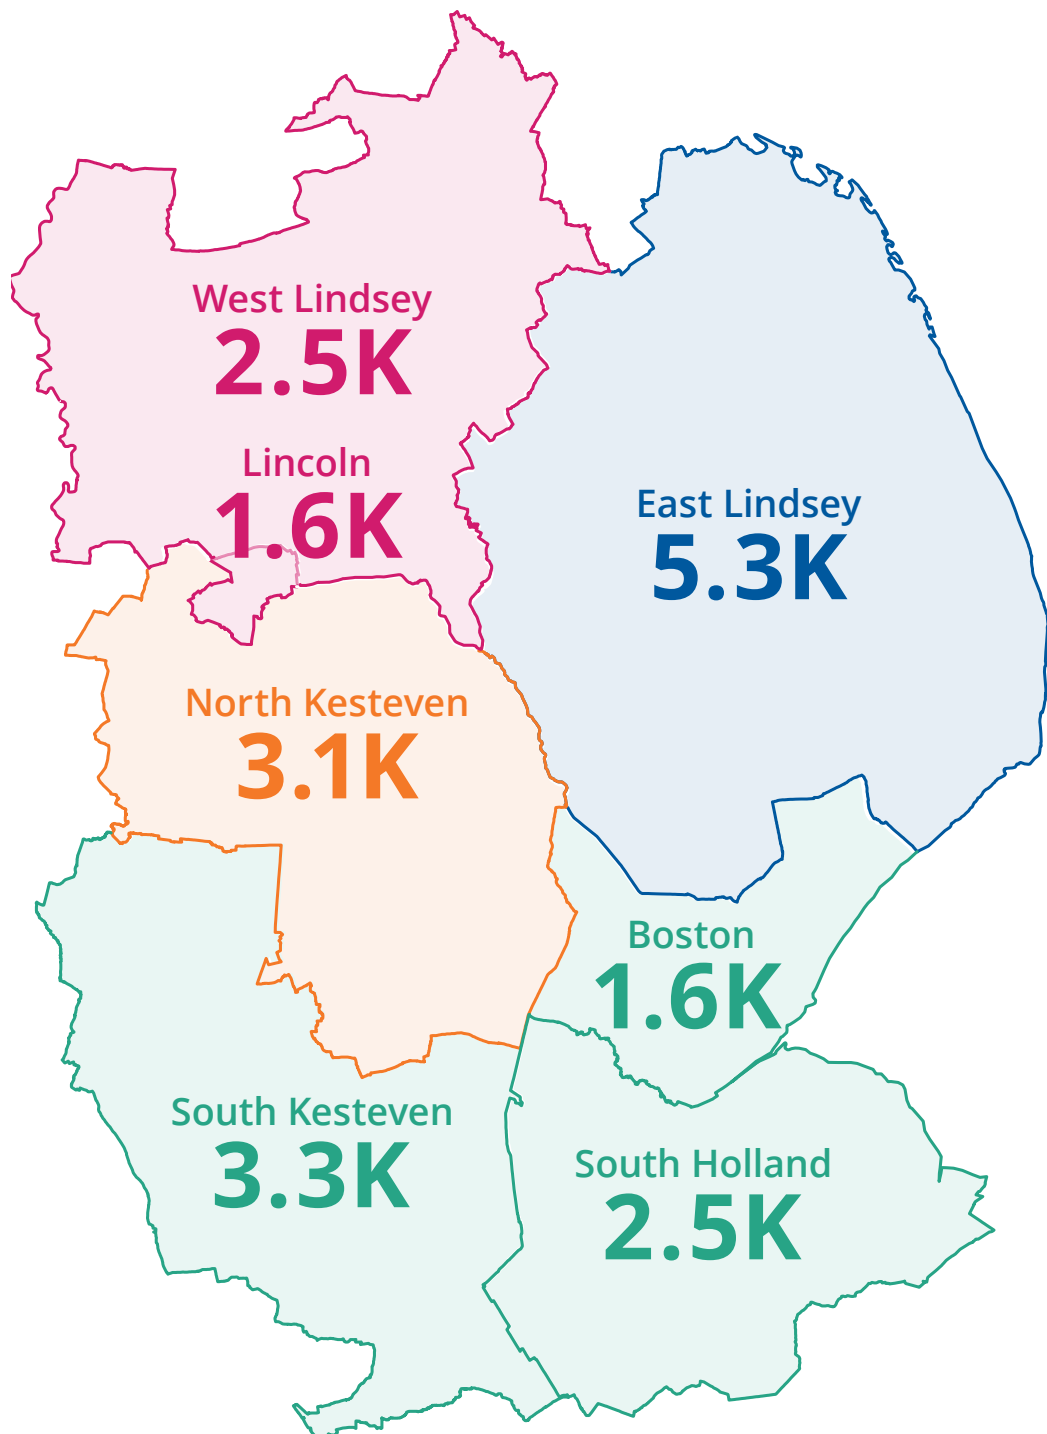 West Lindsey
2.5K
Lincoln
1.6K
East Lindsey
5.3K
North Kesteven
3.1K
Boston
1.6K
South Kesteven
3.3K
South Holland
2.5K